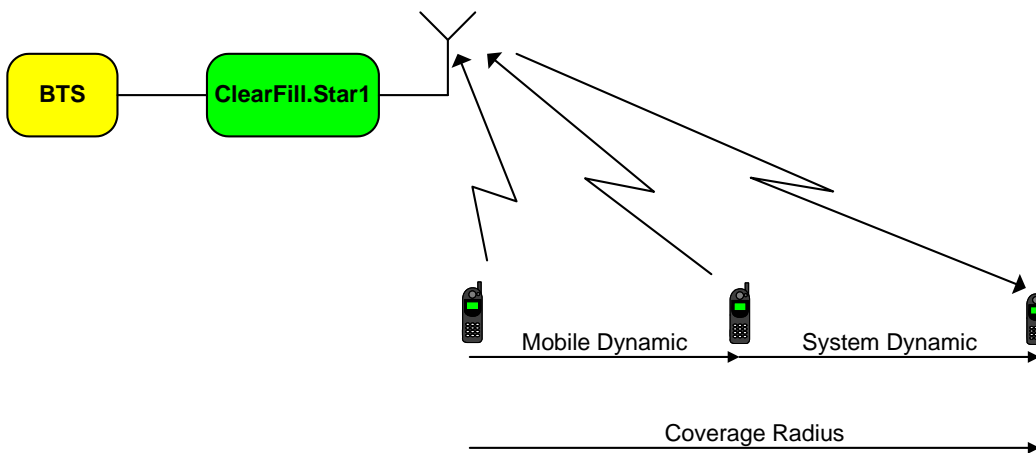 BTS
ClearFill.Star1
Mobile Dynamic
System Dynamic
Coverage Radius